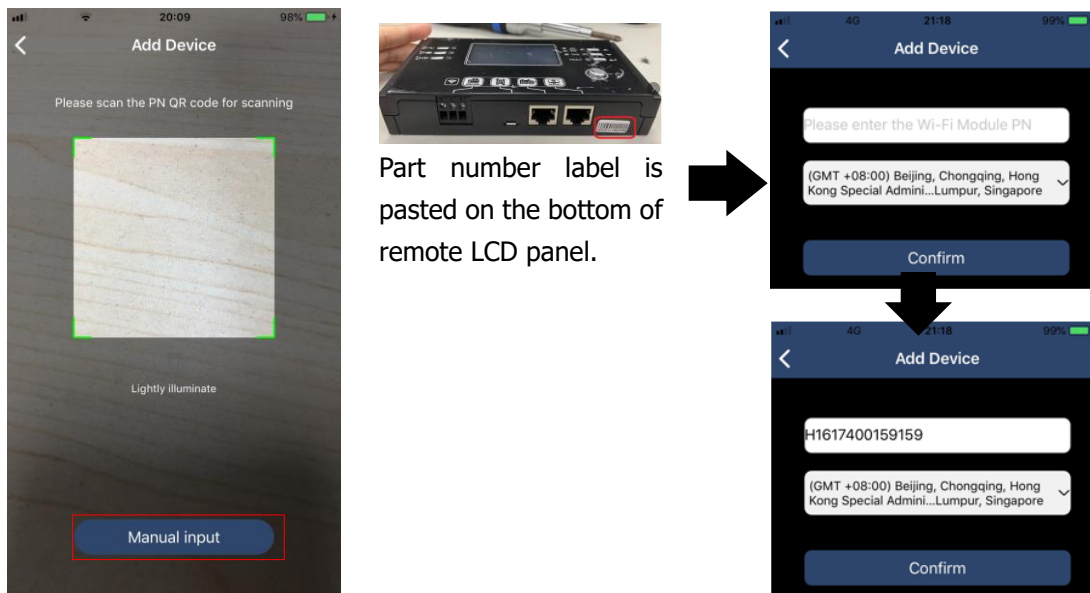 20:09
98%
Add Device
Please scan the PN QR code for scanning
Lightly illuminate
Manual input
Part number label is
pasted on the bottom of
remote LCD panel.
4G
21:18
99%
Add Device
Please enter the Wi-Fi Module PN
(GMT +08:00) Beijing, Chongqing, Hong
Kong Special Admini...Lumpur, Singapore
Confirm
4G
21:18
99%
Add Device
H1617400159159
(GMT +08:00) Beijing, Chongqing, Hong
Kong Special Admini...Lumpur, Singapore
Confirm